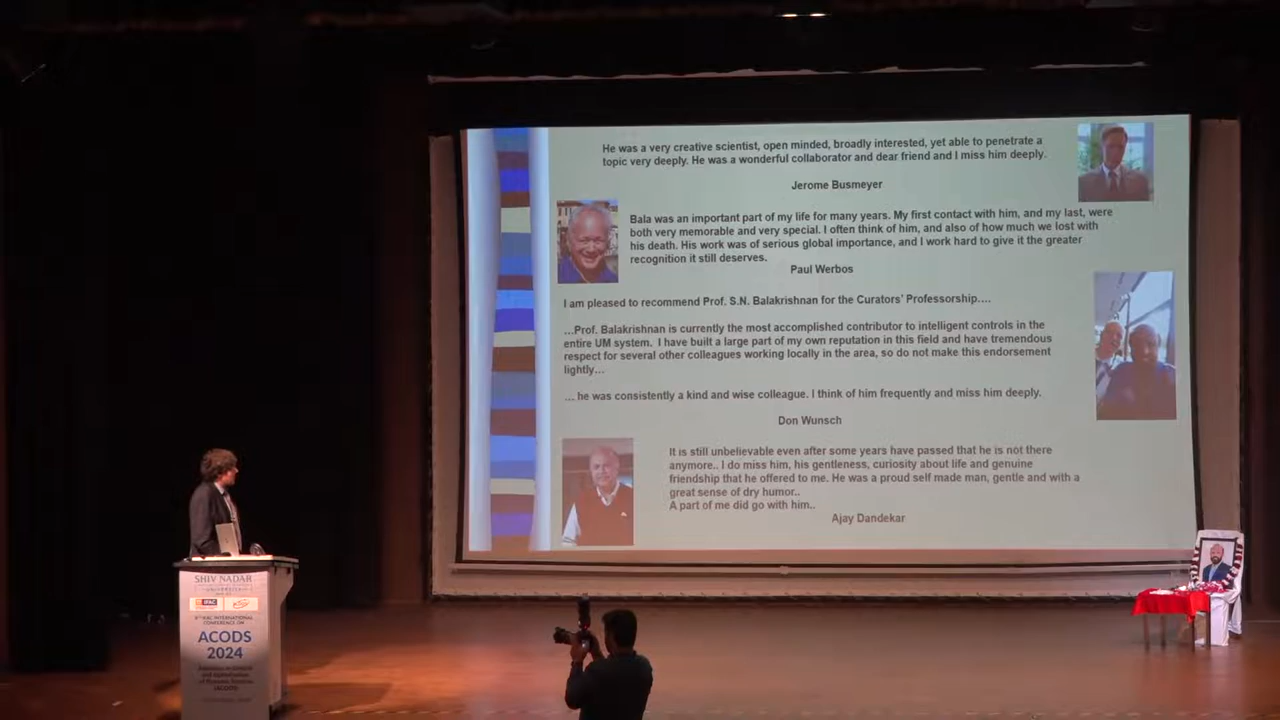 He was a very creative scientist, open minded, broadly interested, yet able to penetrate a
topic very deeply. He was a wonderful collaborator and dear friend and I miss him deeply.
Jerome Busmeyer
Bala was an important part of my life for many years. My first contact with him, and my last, were
both very memorable and very special. I often think of him, and also of how much we lost with
his death. His work was of serious global importance, and I work hard to give it the greater
recognition it still deserves.
Paul Werbos
I am pleased to recommend Prof. S.N. Balakrishnan for the Curators' Professorship....
...Prof. Balakrishnan is currently the most accomplished contributor to intelligent controls in the
entire UM system. I have built a large part of my own reputation in this field and have tremendous
respect for several other colleagues working locally in the area, so do not make this endorsement
lightly...
... he was consistently a kind and wise colleague. I think of him frequently and miss him deeply.
Don Wunsch
It is still unbelievable even after some years have passed that he is not there
anymore.. I do miss him, his gentleness, curiosity about life and genuine
friendship that he offered to me. He was a proud self made man, gentle and with a
great sense of dry humor..
A part of me did go with him..
Ajay Dandekar
SHIV NADAR
IFAC
INTERNATIONAL
CONFERENCE ON
ACODS
2024